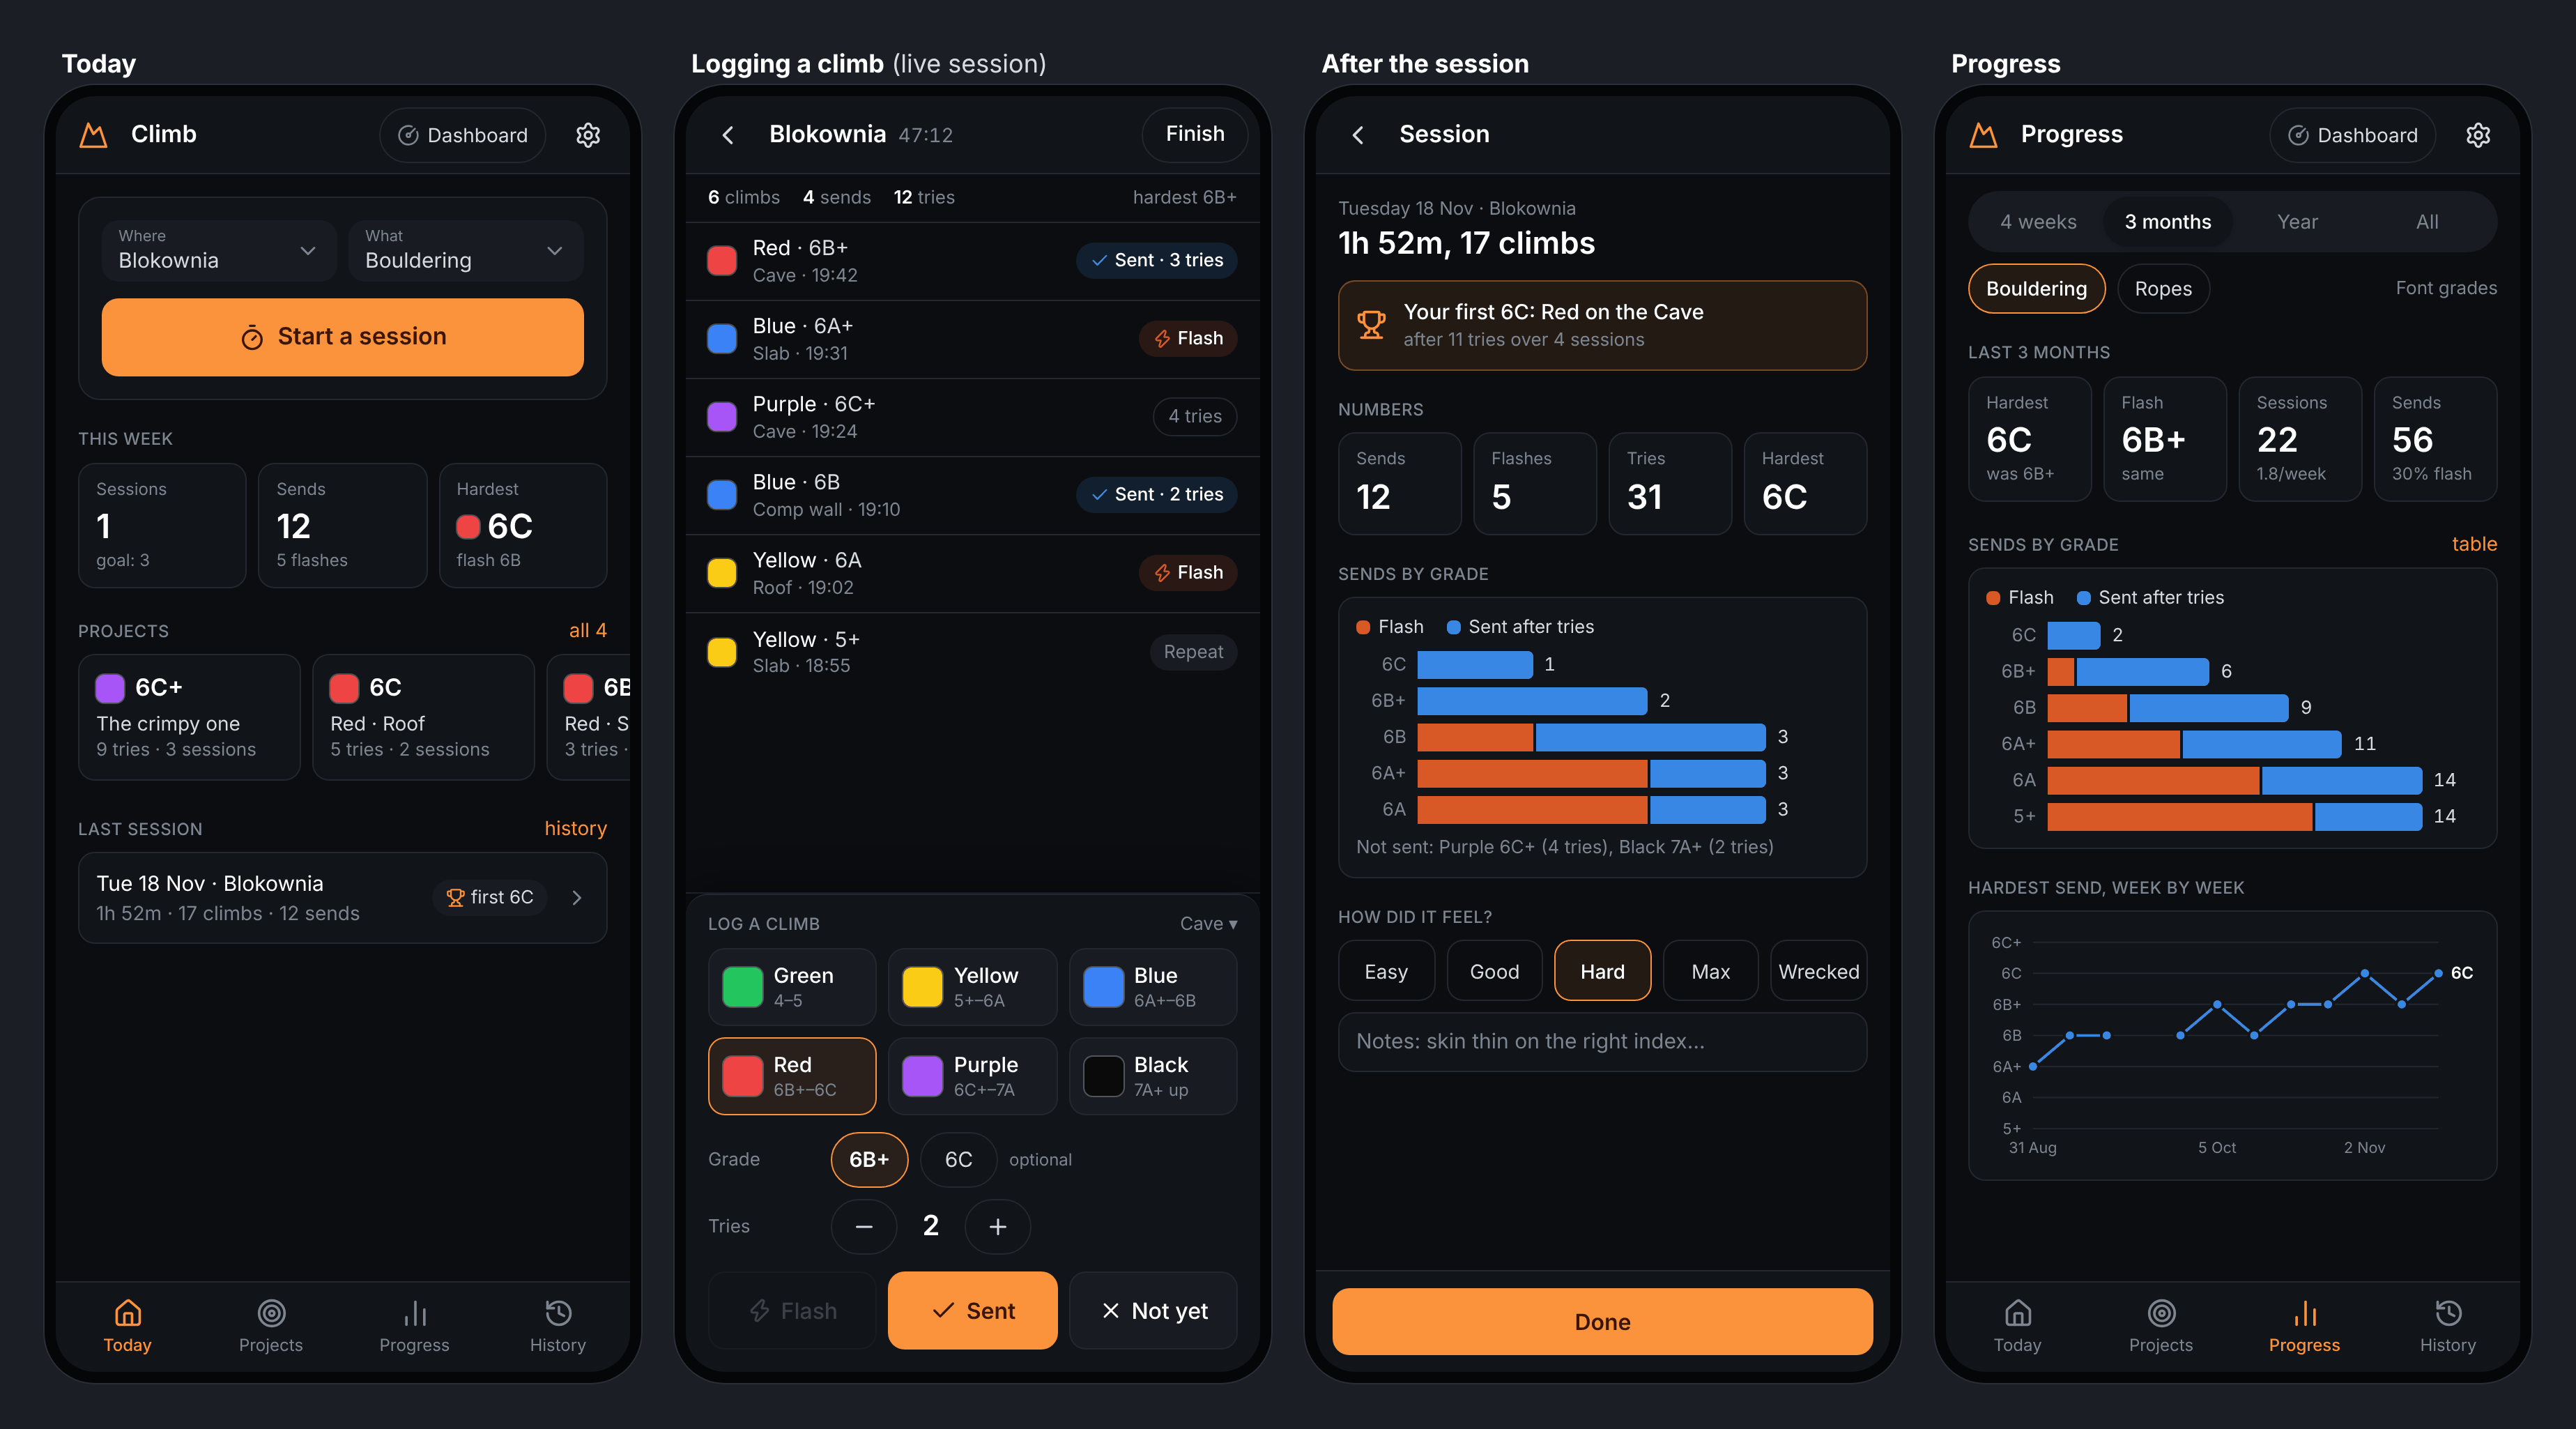 Today
Climb
Dashboard
Where
Blokownia
What
Bouldering
Start a session
THIS WEEK
Sessions
1
goal: 3
Sends
12
5 flashes
Hardest
6C
flash 6B
PROJECTS
all 4
6C+
The crimpy one
9 tries · 3 sessions
6C
Red · Roof
5 tries · 2 sessions
6B
Red · S
3 tries ·
LAST SESSION
history
Tue 18 Nov · Blokownia
1h 52m · 17 climbs · 12 sends
first 6C
Today
Projects
Progress
History
Logging a climb (live session)
Blokownia 47:12
Finish
6 climbs 4 sends 12 tries
hardest 6B+
Red · 6B+
Cave · 19:42
Sent · 3 tries
Blue · 6A+
Slab · 19:31
Flash
Purple · 6C+
Cave · 19:24
4 tries
Blue · 6B
Comp wall · 19:10
Sent · 2 tries
Yellow · 6A
Roof · 19:02
Flash
Yellow · 5+
Slab · 18:55
Repeat
LOG A CLIMB
Cave ▾
Green
4–5
Yellow
5+–6A
Blue
6A+–6B
Red
6B+–6C
Purple
6C+–7A
Black
7A+ up
Grade
6B+
6C
optional
Tries
−
2
+
Flash
Sent
Not yet
After the session
Session
Tuesday 18 Nov · Blokownia
1h 52m, 17 climbs
Your first 6C: Red on the Cave
after 11 tries over 4 sessions
NUMBERS
Sends
12
Flashes
5
Tries
31
Hardest
6C
SENDS BY GRADE
Flash
Sent after tries
6C 1
6B+ 2
6B 3
6A+ 3
6A 3
Not sent: Purple 6C+ (4 tries), Black 7A+ (2 tries)
HOW DID IT FEEL?
Easy
Good
Hard
Max
Wrecked
Notes: skin thin on the right index...
Done
Progress
Progress
Dashboard
4 weeks
3 months
Year
All
Bouldering
Ropes
Font grades
LAST 3 MONTHS
Hardest
6C
was 6B+
Flash
6B+
same
Sessions
22
1.8/week
Sends
56
30% flash
SENDS BY GRADE
table
Flash
Sent after tries
6C 2
6B+ 6
6B 9
6A+ 11
6A 14
5+ 14
HARDEST SEND, WEEK BY WEEK
6C+
6C
6C
6B+
6B
6A+
6A
5+
31 Aug
5 Oct
2 Nov
Today
Projects
Progress
History